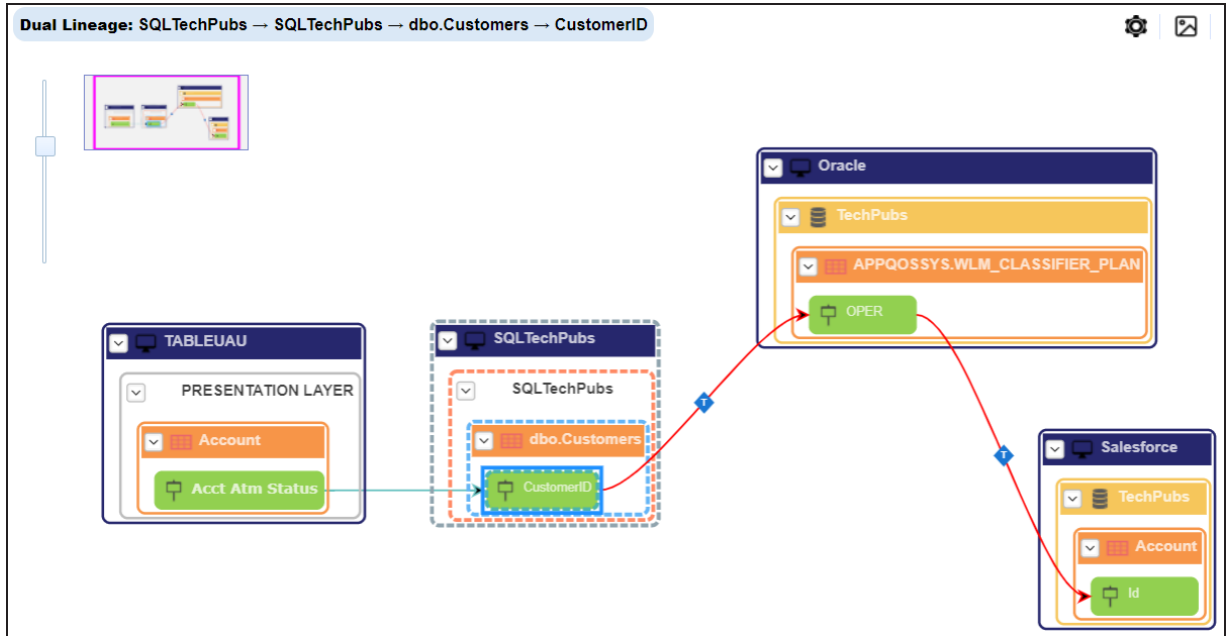 Dual Lineage: SQLTechPubs → SQLTechPubs → dbo.Customers → CustomerID
Oracle
TechPubs
APPQOSSYS.WLM_CLASSIFIER_PLAN
OPER
TABLEUAU
PRESENTATION LAYER
Account
Acct Atm Status
SQLTechPubs
SQLTechPubs
dbo.Customers
CustomerID
T
T
Salesforce
TechPubs
Account
Id